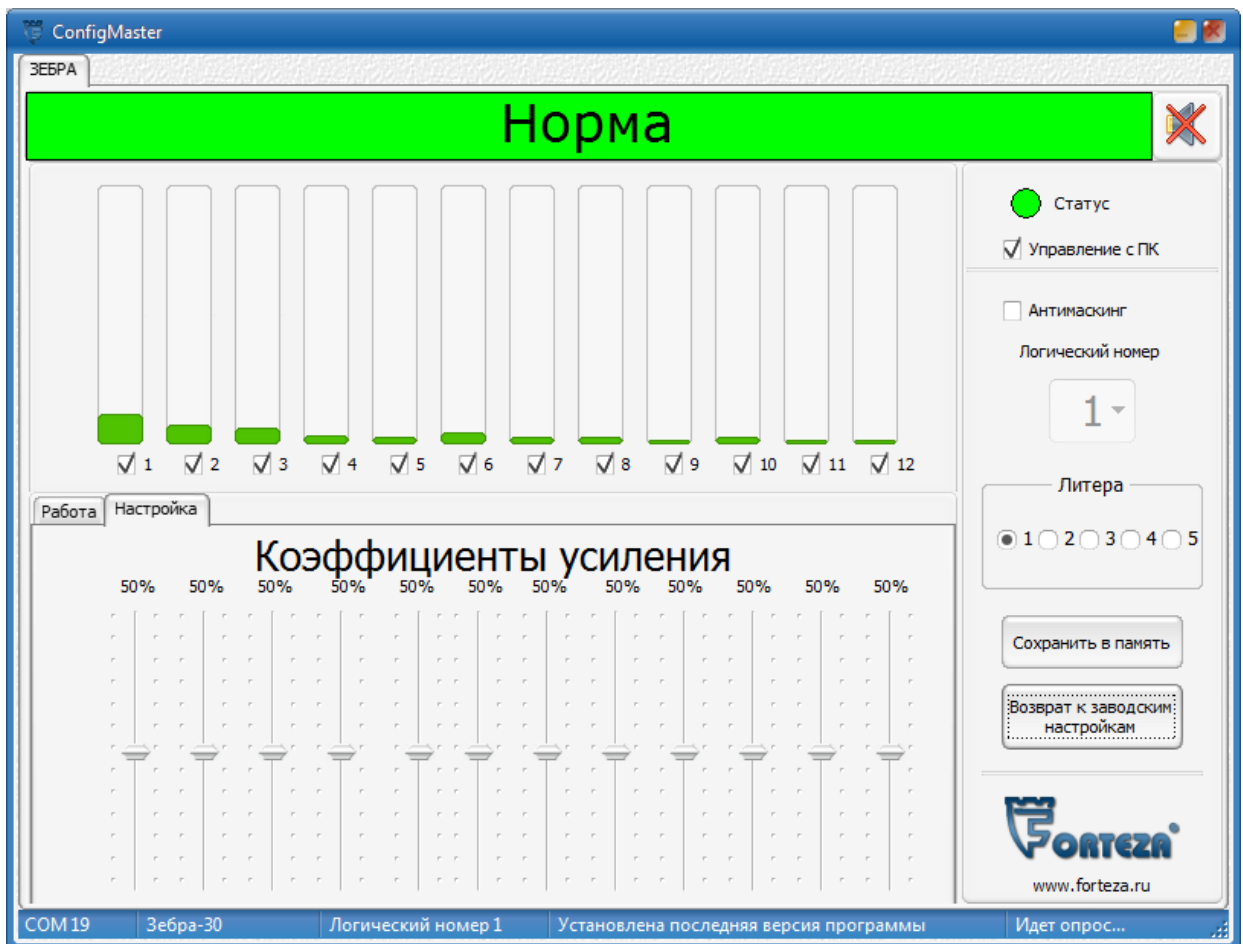 ConfigMaster
ЗЕБРА
Норма
Статус
Управление с ПК
Антимаскинг
Логический номер
1
1 2 3 4 5 6 7 8 9 10 11 12
Литера
1 2 3 4 5
Работа Настройка
Коэффициенты усиления
50% 50% 50% 50% 50% 50% 50% 50% 50% 50% 50% 50%
Сохранить в память
Возврат к заводским
настройкам
FORTEZA
www.forteza.ru
COM 19 Зебра-30 Логический номер 1 Установлена последняя версия программы Идет опрос...